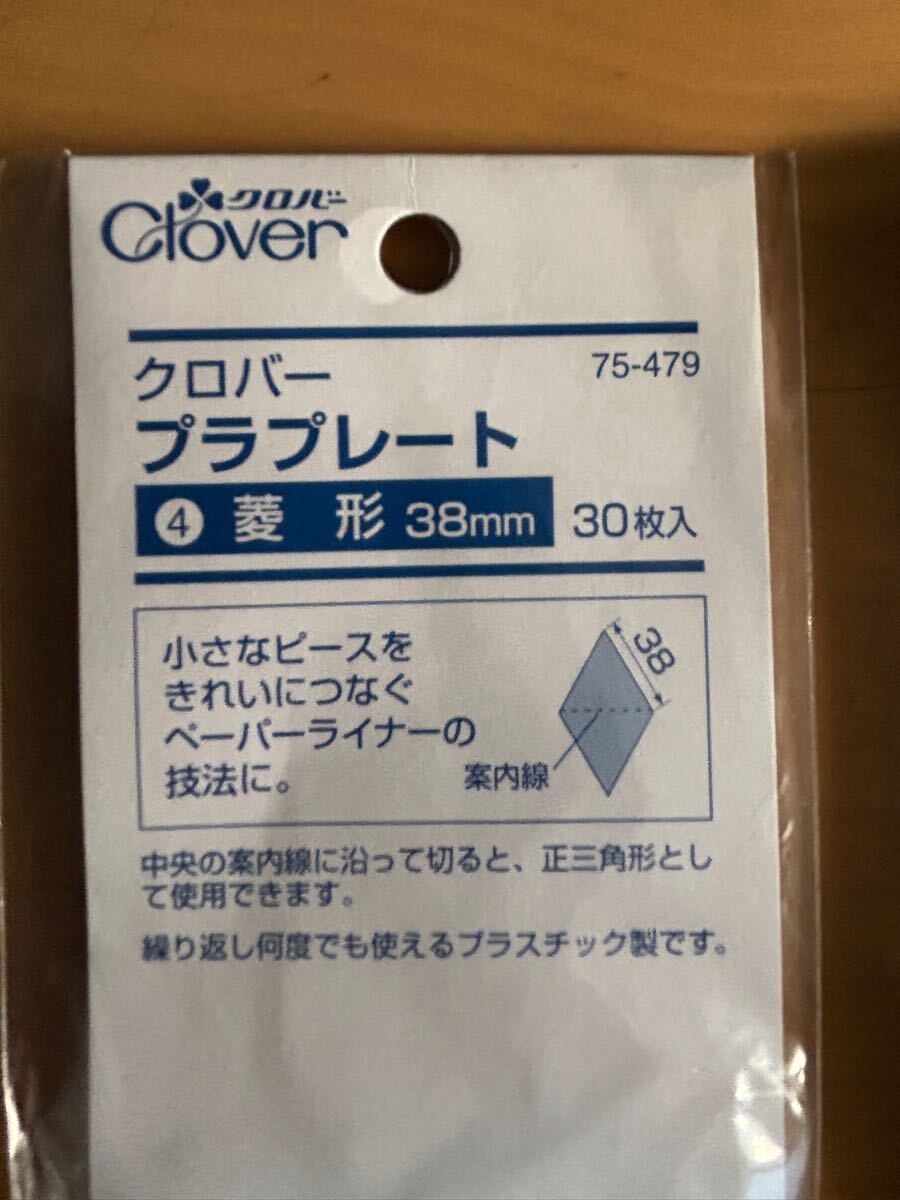 クロバー
Clover
クロバー
75-479
プラプレート
④ 菱形 38mm 30枚入
小さなピースを
きれいにつなぐ
ペーパーライナーの
技法に。
38
案内線
中央の案内線に沿って切ると、正三角形とし
て使用できます。
繰り返し何度でも使えるプラスチック製です。